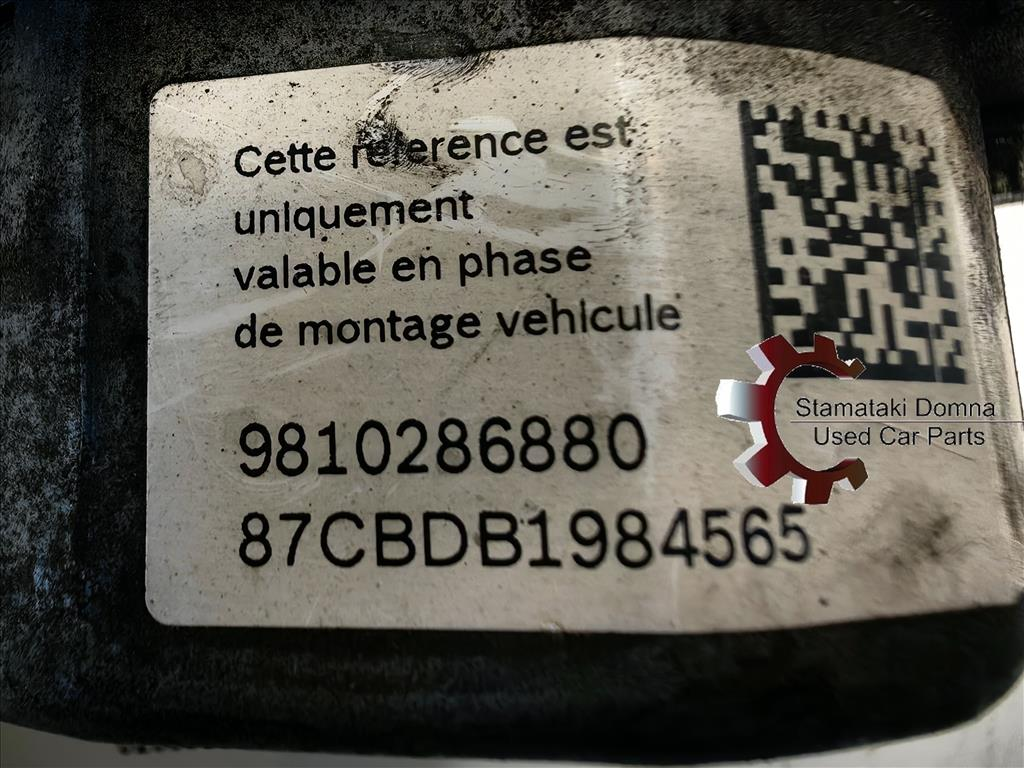 Cette reference est
uniquement
valable en phase
de montage vehicule
9810286880
87CBDB1984565
Stamataki Domna
Used Car Parts